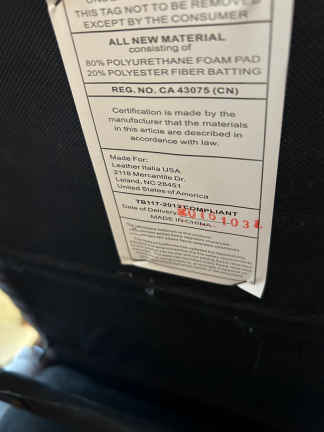 THIS TAG NOT TO BE REMOVED
EXCEPT BY THE CONSUMER
ALL NEW MATERIAL
consisting of
80% POLYURETHANE FOAM PAD
20% POLYESTER FIBER BATTING
REG. NO. CA 43075 (CN)
Certification is made by the
manufacturer that the materials
in this article are described in
accordance with law.
Made For:
Leather Italia USA.
2118 Mercantile Dr.
Leland, NC 28451
United States of America
TB117-2013 COMPLIANT
Date of Delivery:
MADE IN CHINA